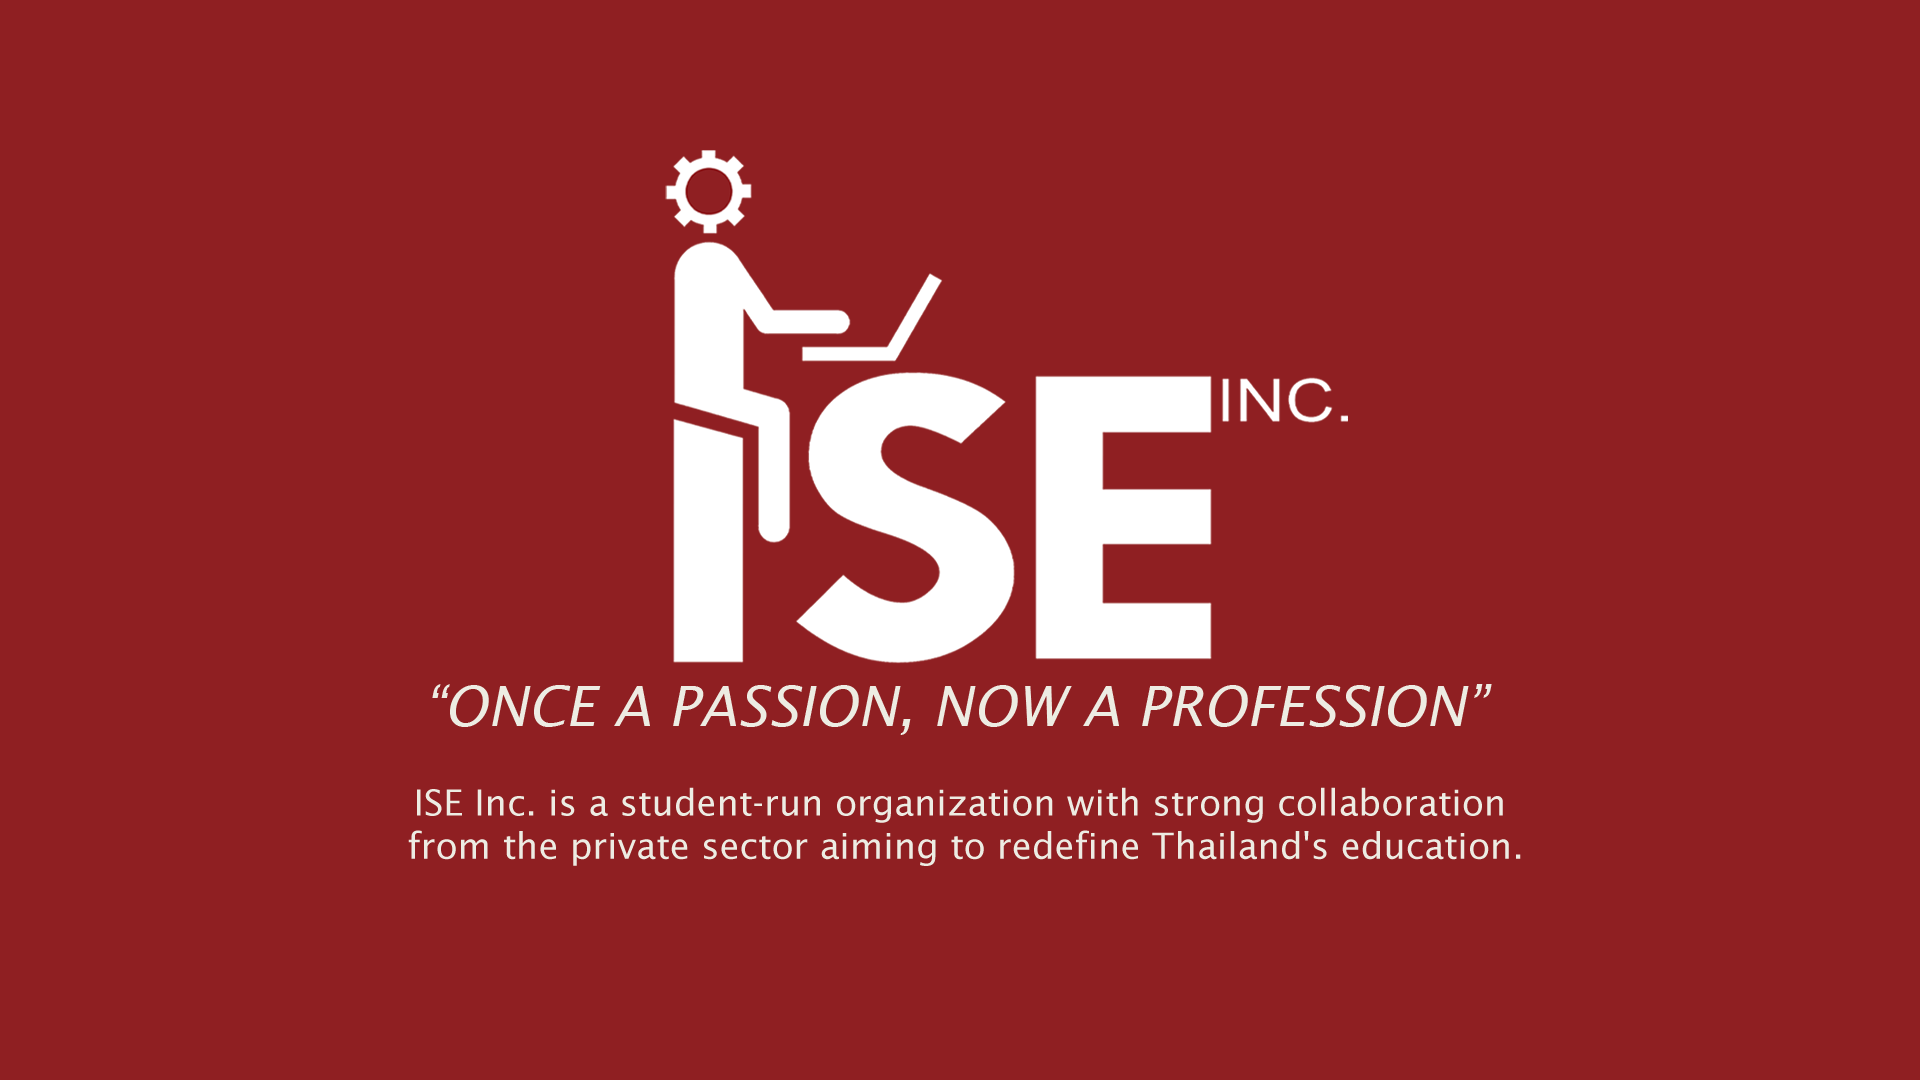 ISE INC.
“ONCE A PASSION, NOW A PROFESSION”
ISE Inc. is a student-run organization with strong collaboration
from the private sector aiming to redefine Thailand's education.